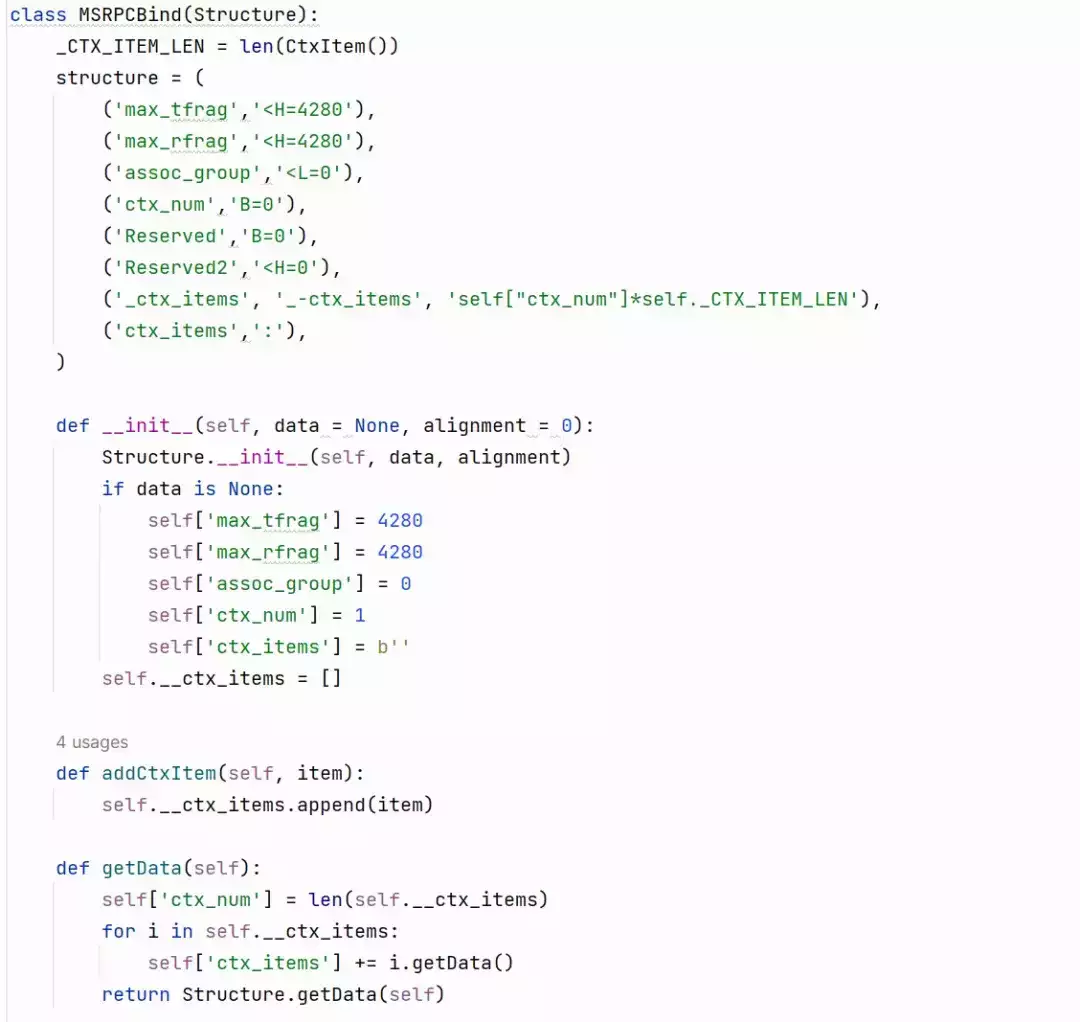 class MSRPCBind(Structure):
    _CTX_ITEM_LEN = len(CtxItem())
    structure = (
        ('max_tfrag','<H=4280'),
        ('max_rfrag','<H=4280'),
        ('assoc_group','<L=0'),
        ('ctx_num','B=0'),
        ('Reserved','B=0'),
        ('Reserved2','<H=0'),
        ('_ctx_items', '_-ctx_items', 'self["ctx_num"]*self._CTX_ITEM_LEN'),
        ('ctx_items',':'),
    )
    def __init__(self, data = None, alignment = 0):
        Structure.__init__(self, data, alignment)
        if data is None:
            self['max_tfrag'] = 4280
            self['max_rfrag'] = 4280
            self['assoc_group'] = 0
            self['ctx_num'] = 1
            self['ctx_items'] = b''
        self.__ctx_items = []
    4 usages
    def addCtxItem(self, item):
        self.__ctx_items.append(item)
    def getData(self):
        self['ctx_num'] = len(self.__ctx_items)
        for i in self.__ctx_items:
            self['ctx_items'] += i.getData()
        return Structure.getData(self)